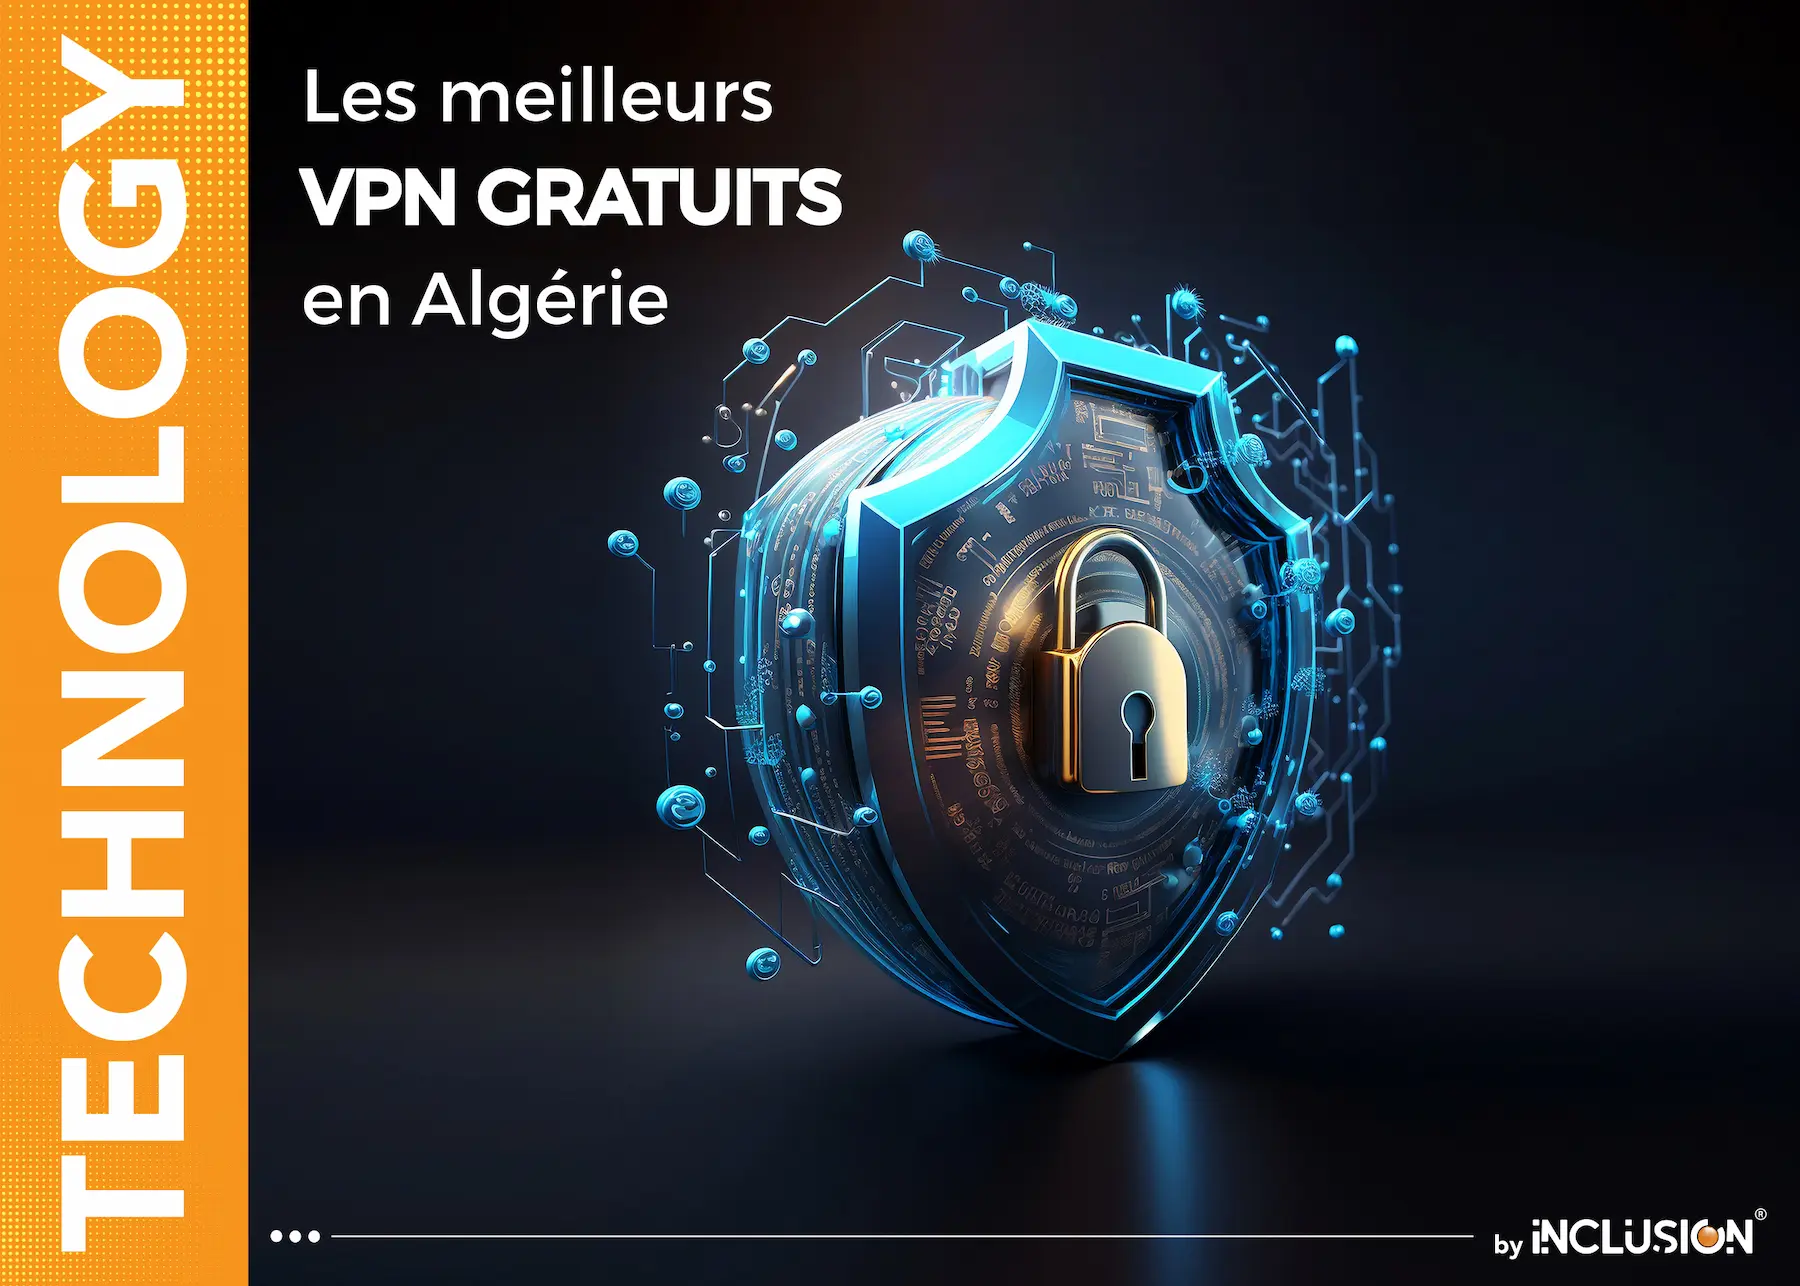 TECHNOLOGY
Les meilleurs
VPN GRATUITS
en Algérie
by iNCLUSION®